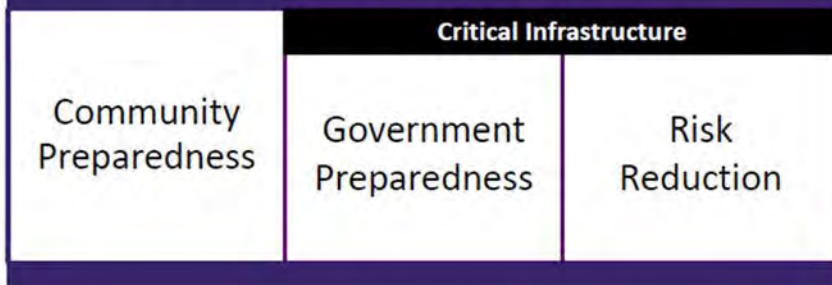 Critical Infrastructure
Community
Preparedness
Government
Preparedness
Risk
Reduction